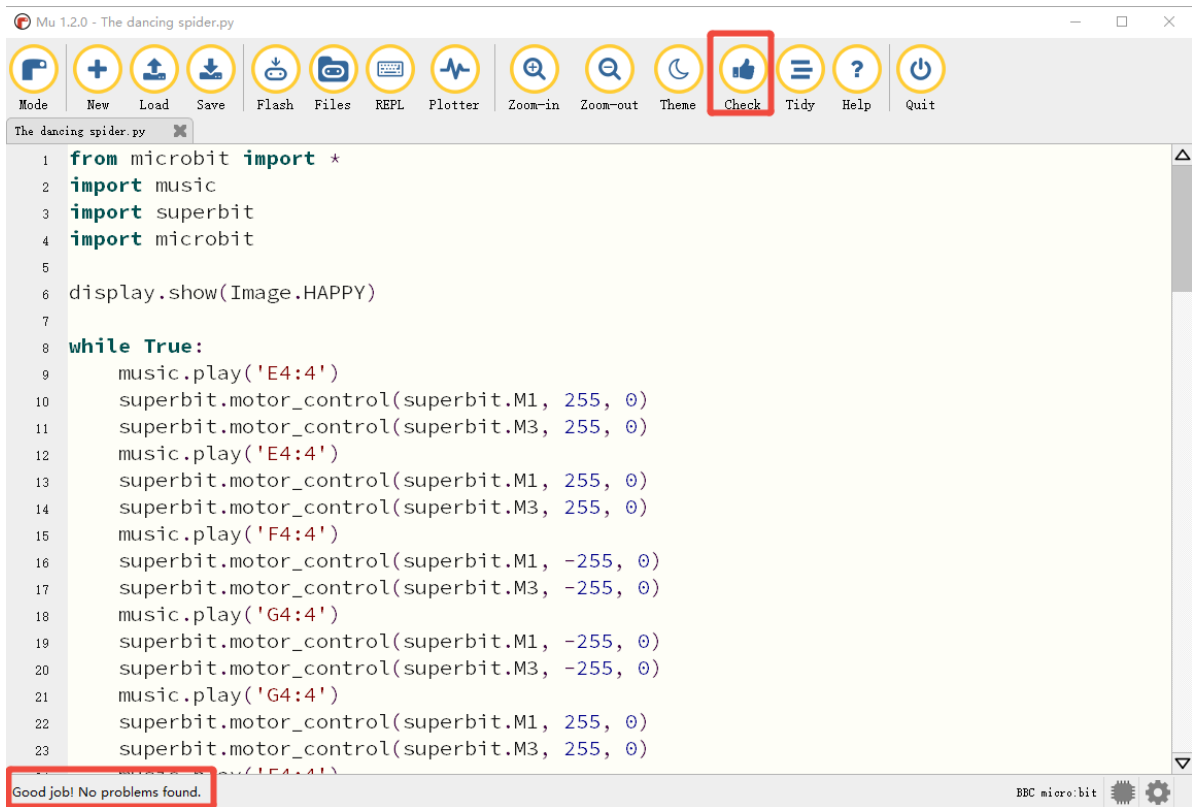 Mu 1.2.0 - The dancing spider.py
Mode New Load Save Flash Files REPL Plotter Zoom-in Zoom-out Theme Check Tidy Help Quit
The dancing spider.py
1 from microbit import *
2 import music
3 import superbit
4 import microbit
5
6 display.show(Image.HAPPY)
7
8 while True:
9 music.play('E4:4')
10 superbit.motor_control(superbit.M1, 255, 0)
11 superbit.motor_control(superbit.M3, 255, 0)
12 music.play('E4:4')
13 superbit.motor_control(superbit.M1, 255, 0)
14 superbit.motor_control(superbit.M3, 255, 0)
15 music.play('F4:4')
16 superbit.motor_control(superbit.M1, -255, 0)
17 superbit.motor_control(superbit.M3, -255, 0)
18 music.play('G4:4')
19 superbit.motor_control(superbit.M1, -255, 0)
20 superbit.motor_control(superbit.M3, -255, 0)
21 music.play('G4:4')
22 superbit.motor_control(superbit.M1, 255, 0)
23 superbit.motor_control(superbit.M3, 255, 0)
Good job! No problems found.
BBC micro:bit